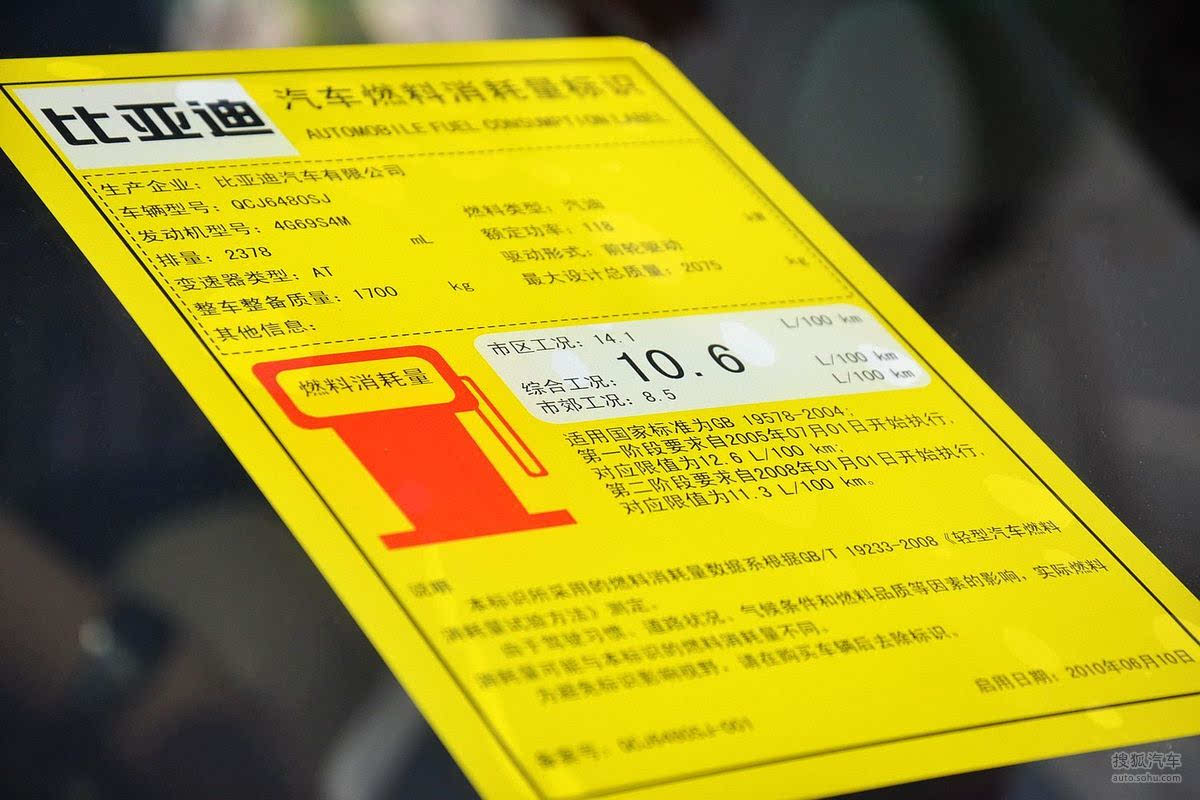 比亚迪
汽车燃料消耗量标识
AUTOMOBILE FUEL CONSUMPTION LABEL
生产企业：比亚迪汽车有限公司
车辆型号：QCJ6480SJ
发动机型号：4G69S4M
燃料类型：汽油
排量：2378 mL
额定功率：118 kW
变速器类型：AT
驱动形式：前轮驱动
整车整备质量：1700 kg
最大设计总质量：2075 kg
其他信息：
燃料消耗量
市区工况：14.1 L/100 km
综合工况：10.6 L/100 km
市郊工况：8.5 L/100 km
适用国家标准为GB 19578-2004；
第一阶段要求自2005年07月01日开始执行，
对应限值为12.6 L/100 km；
第二阶段要求自2008年01月01日开始执行，
对应限值为11.3 L/100 km。
说明
本标识所采用的燃料消耗量数据系根据GB/T 19233-2008《轻型汽车燃料
消耗量试验方法》测定。
由于驾驶习惯、道路状况、气候条件和燃料品质等因素的影响，实际燃料
消耗量可能与本标识的燃料消耗量不同。
为避免标识影响视野，请在购买车辆后去除标识。
备案号：QCJ6480SJ-G01
启用日期：2010年08月10日
搜狐汽车
auto.sohu.com